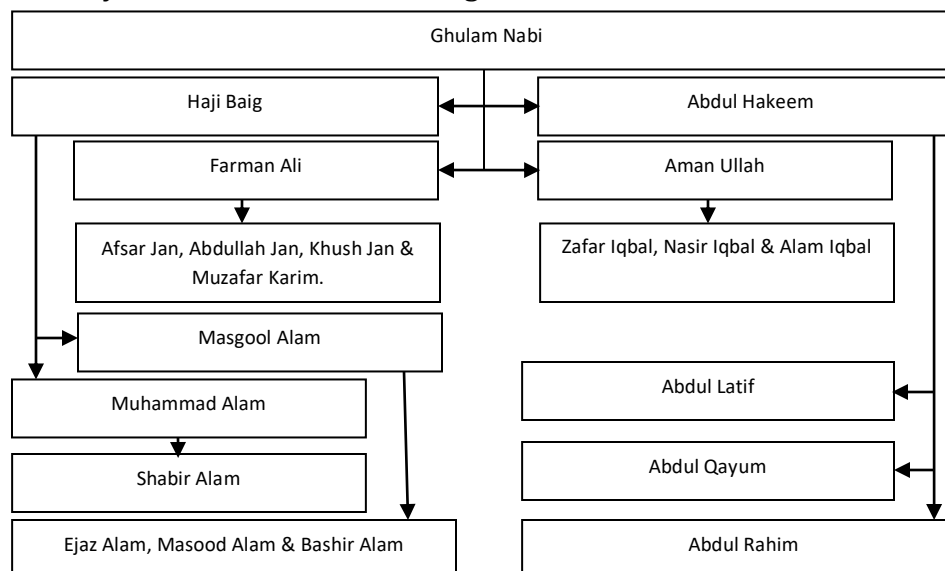 Ghulam Nabi
Haji Baig
Abdul Hakeem
Farman Ali
Aman Ullah
Afsar Jan, Abdullah Jan, Khush Jan &
Muzafar Karim.
Zafar Iqbal, Nasir Iqbal & Alam Iqbal
Masgool Alam
Abdul Latif
Muhammad Alam
Abdul Qayum
Shabir Alam
Ejaz Alam, Masood Alam & Bashir Alam
Abdul Rahim